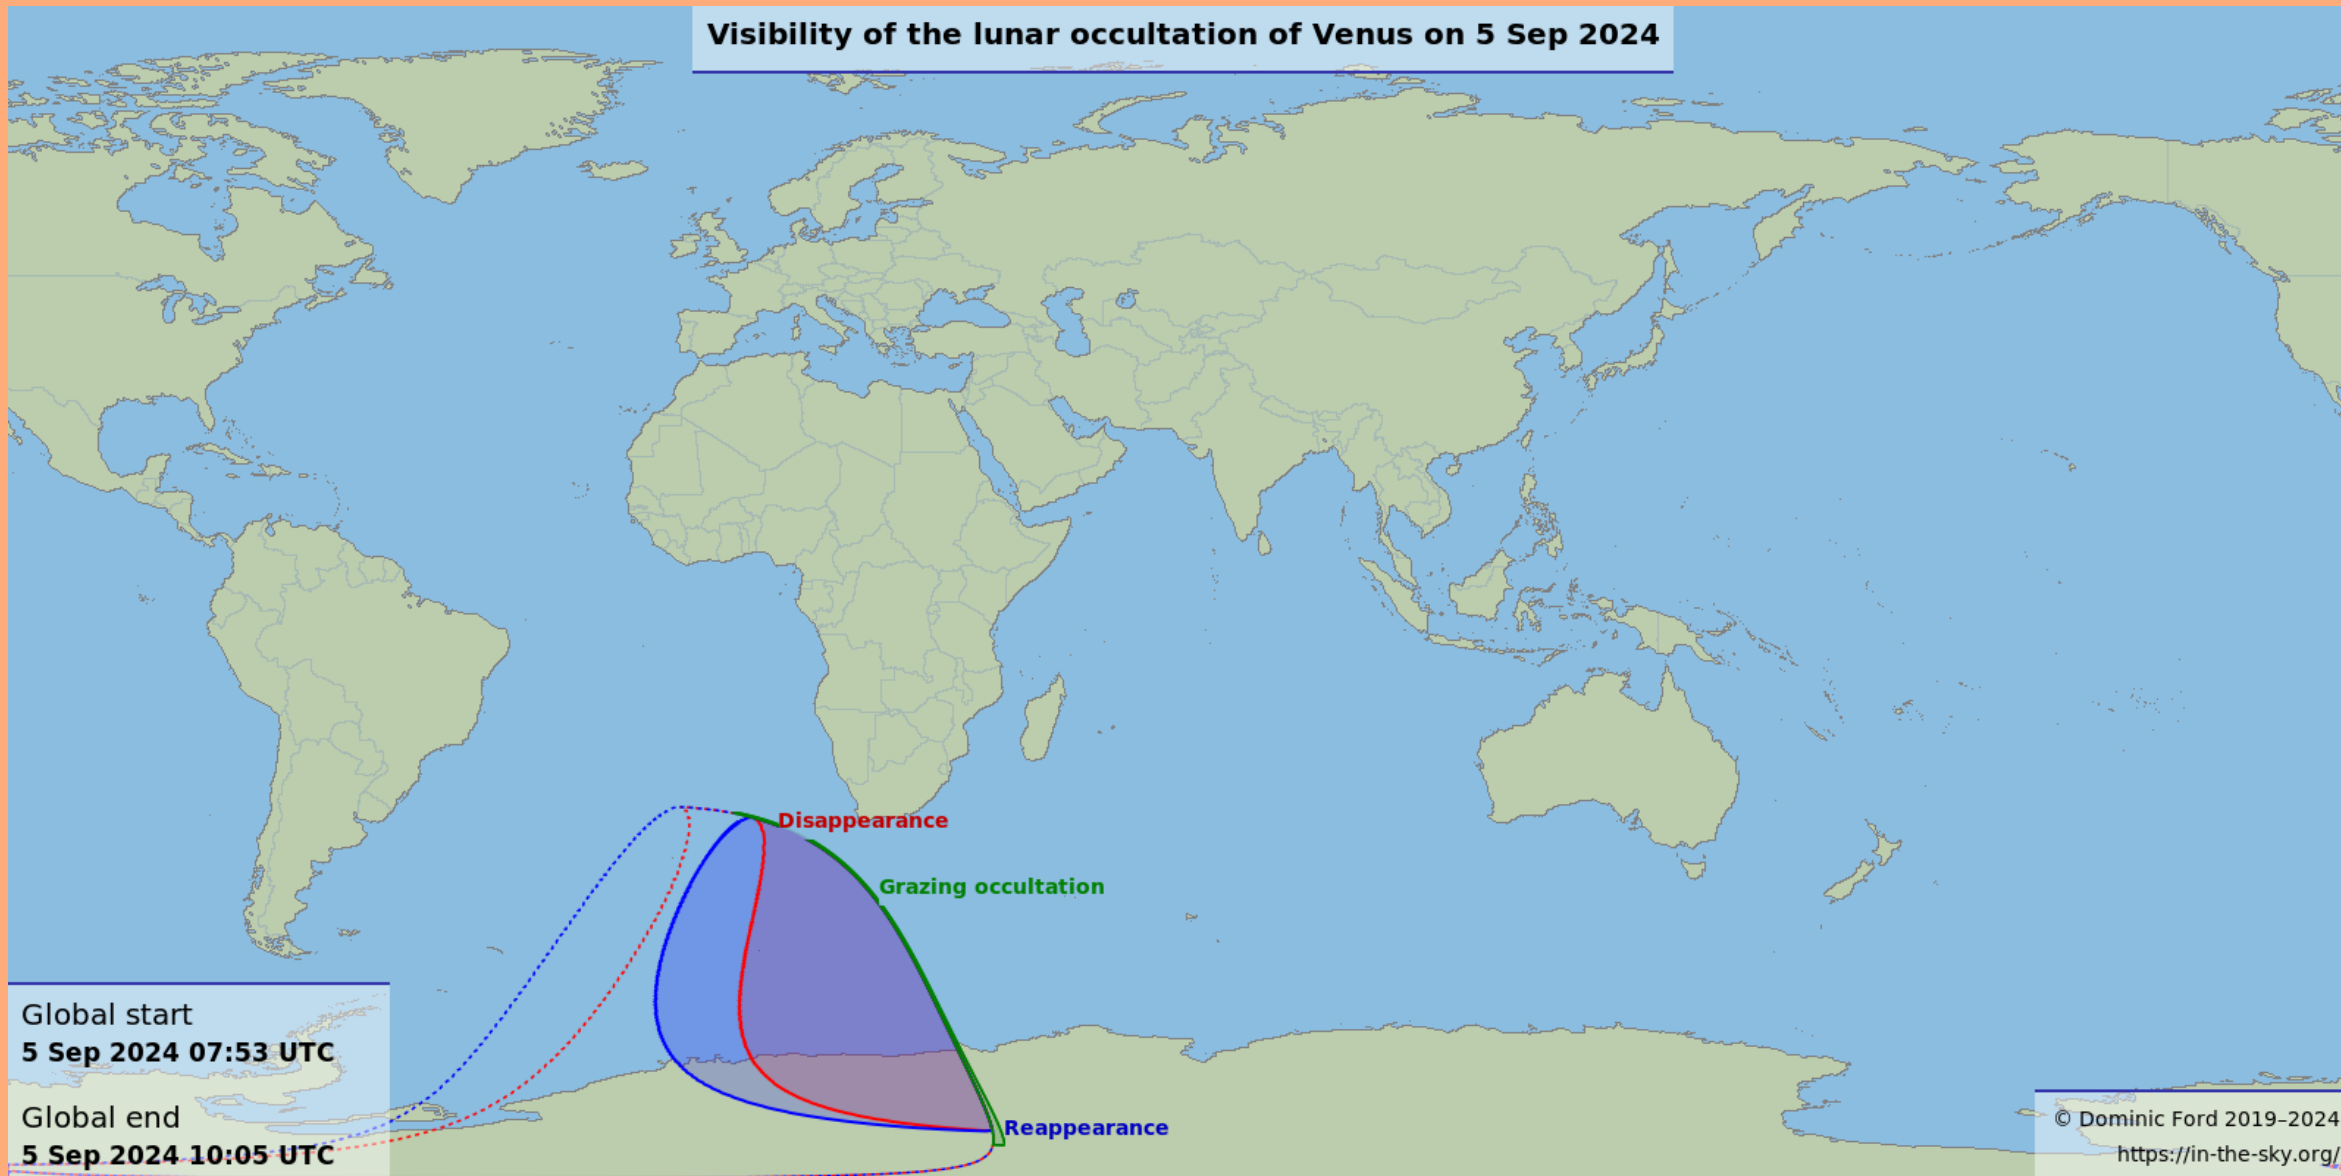 Visibility of the lunar occultation of Venus on 5 Sep 2024
Disappearance
Grazing occultation
Global start
5 Sep 2024 07:53 UTC
Global end
5 Sep 2024 10:05 UTC
Reappearance
© Dominic Ford 2019–2024
https://in-the-sky.org/